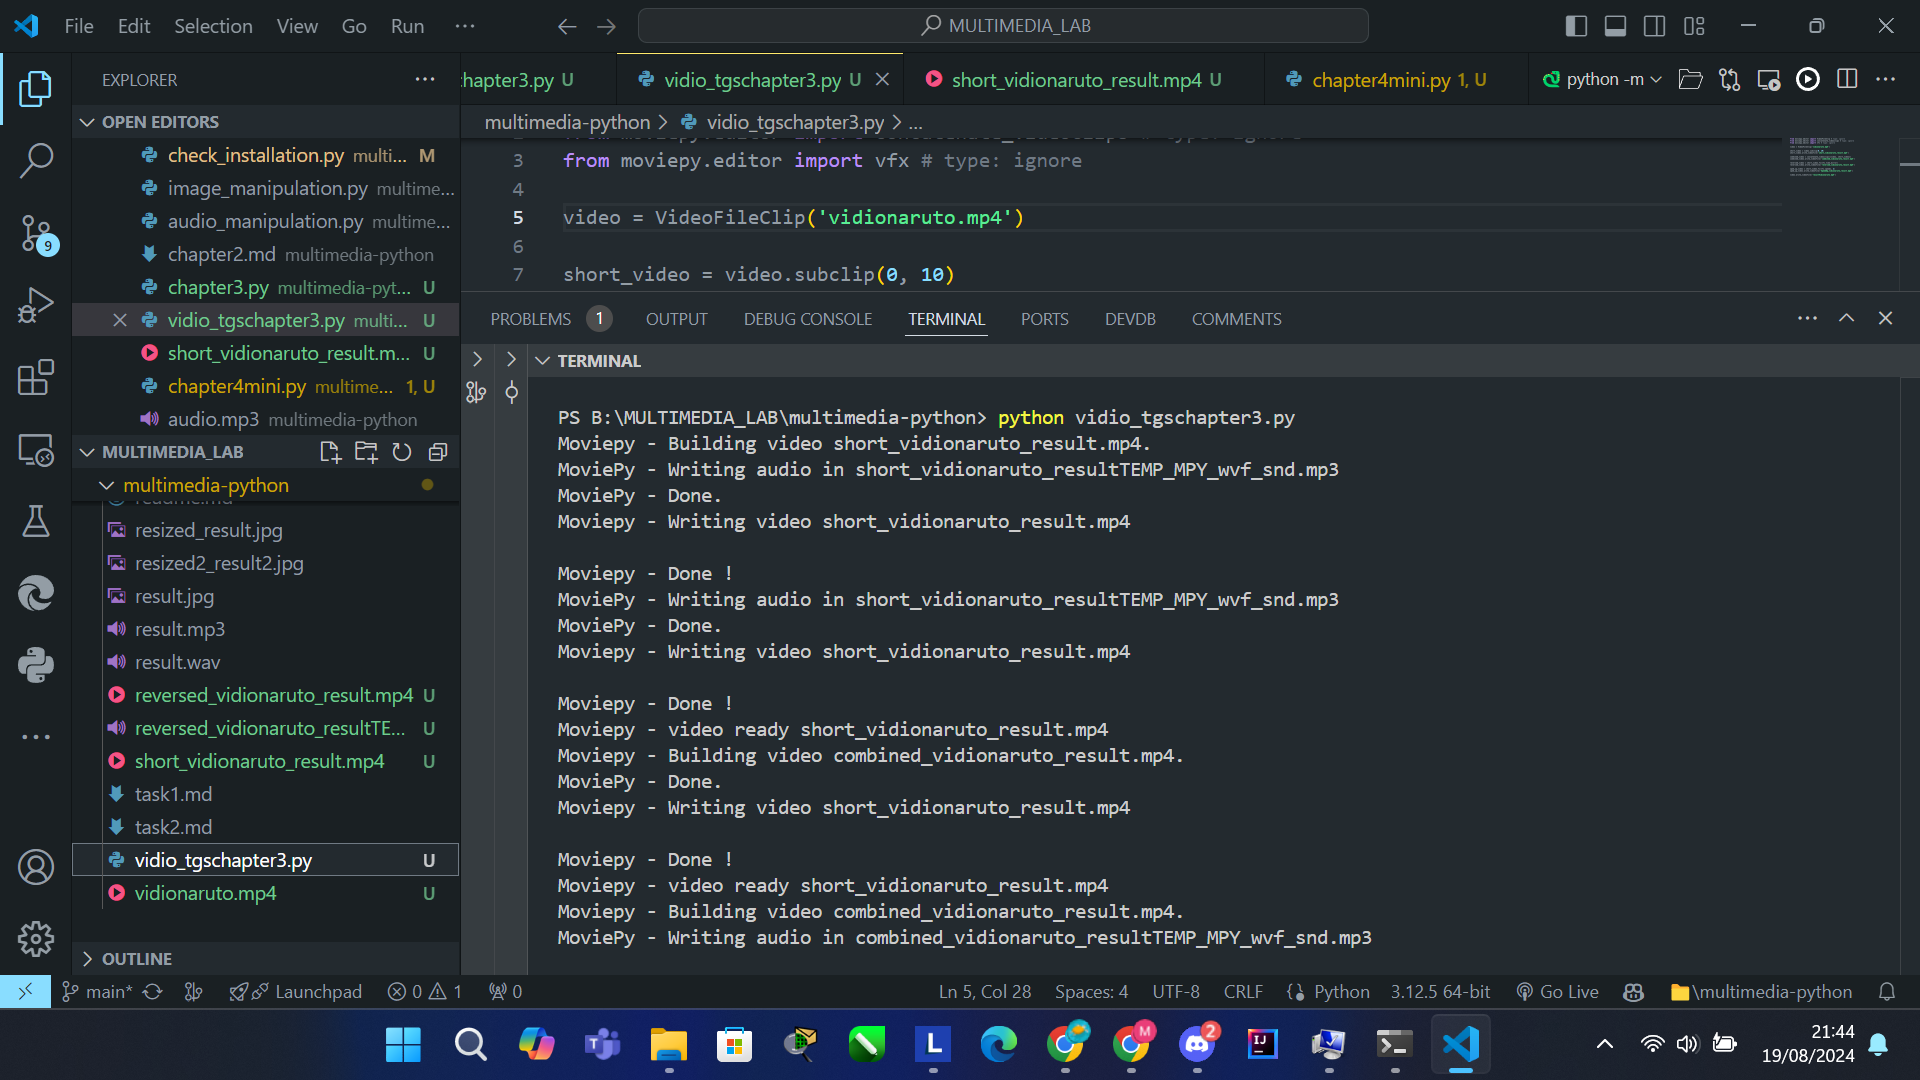 File Edit Selection View Go Run ···
MULTIMEDIA_LAB
EXPLORER
OPEN EDITORS
check_installation.py multi... M
image_manipulation.py multime...
audio_manipulation.py multime...
chapter2.md multimedia-python
chapter3.py multimedia-pyt... U
vidio_tgschapter3.py multi... U
short_vidionaruto_result.m... U
chapter4mini.py multime... 1, U
audio.mp3 multimedia-python
MULTIMEDIA_LAB
multimedia-python
readme.md
resized_result.jpg
resized2_result2.jpg
result.jpg
result.mp3
result.wav
reversed_vidionaruto_result.mp4 U
reversed_vidionaruto_resultTE... U
short_vidionaruto_result.mp4 U
task1.md
task2.md
vidio_tgschapter3.py U
vidionaruto.mp4 U
OUTLINE
9
hapter3.py U
vidio_tgschapter3.py U
short_vidionaruto_result.mp4 U
chapter4mini.py 1, U
python -m
multimedia-python > vidio_tgschapter3.py > ...
3 from moviepy.editor import vfx # type: ignore
4
5 video = VideoFileClip('vidionaruto.mp4')
6
7 short_video = video.subclip(0, 10)
PROBLEMS 1 OUTPUT DEBUG CONSOLE TERMINAL PORTS DEVDB COMMENTS
TERMINAL
PS B:\MULTIMEDIA_LAB\multimedia-python> python vidio_tgschapter3.py
Moviepy - Building video short_vidionaruto_result.mp4.
Moviepy - Writing audio in short_vidionaruto_resultTEMP_MPY_wvf_snd.mp3
MoviePy - Done.
Moviepy - Writing video short_vidionaruto_result.mp4
Moviepy - Done !
MoviePy - Writing audio in short_vidionaruto_resultTEMP_MPY_wvf_snd.mp3
MoviePy - Done.
Moviepy - Writing video short_vidionaruto_result.mp4
Moviepy - Done !
Moviepy - video ready short_vidionaruto_result.mp4
Moviepy - Building video combined_vidionaruto_result.mp4.
MoviePy - Done.
Moviepy - Writing video short_vidionaruto_result.mp4
Moviepy - Done !
Moviepy - video ready short_vidionaruto_result.mp4
Moviepy - Building video combined_vidionaruto_result.mp4.
MoviePy - Writing audio in combined_vidionaruto_resultTEMP_MPY_wvf_snd.mp3
main* Launchpad 0 1 0 Ln 5, Col 28 Spaces: 4 UTF-8 CRLF Python 3.12.5 64-bit Go Live \multimedia-python
T L M 2 IJ
21:44
19/08/2024